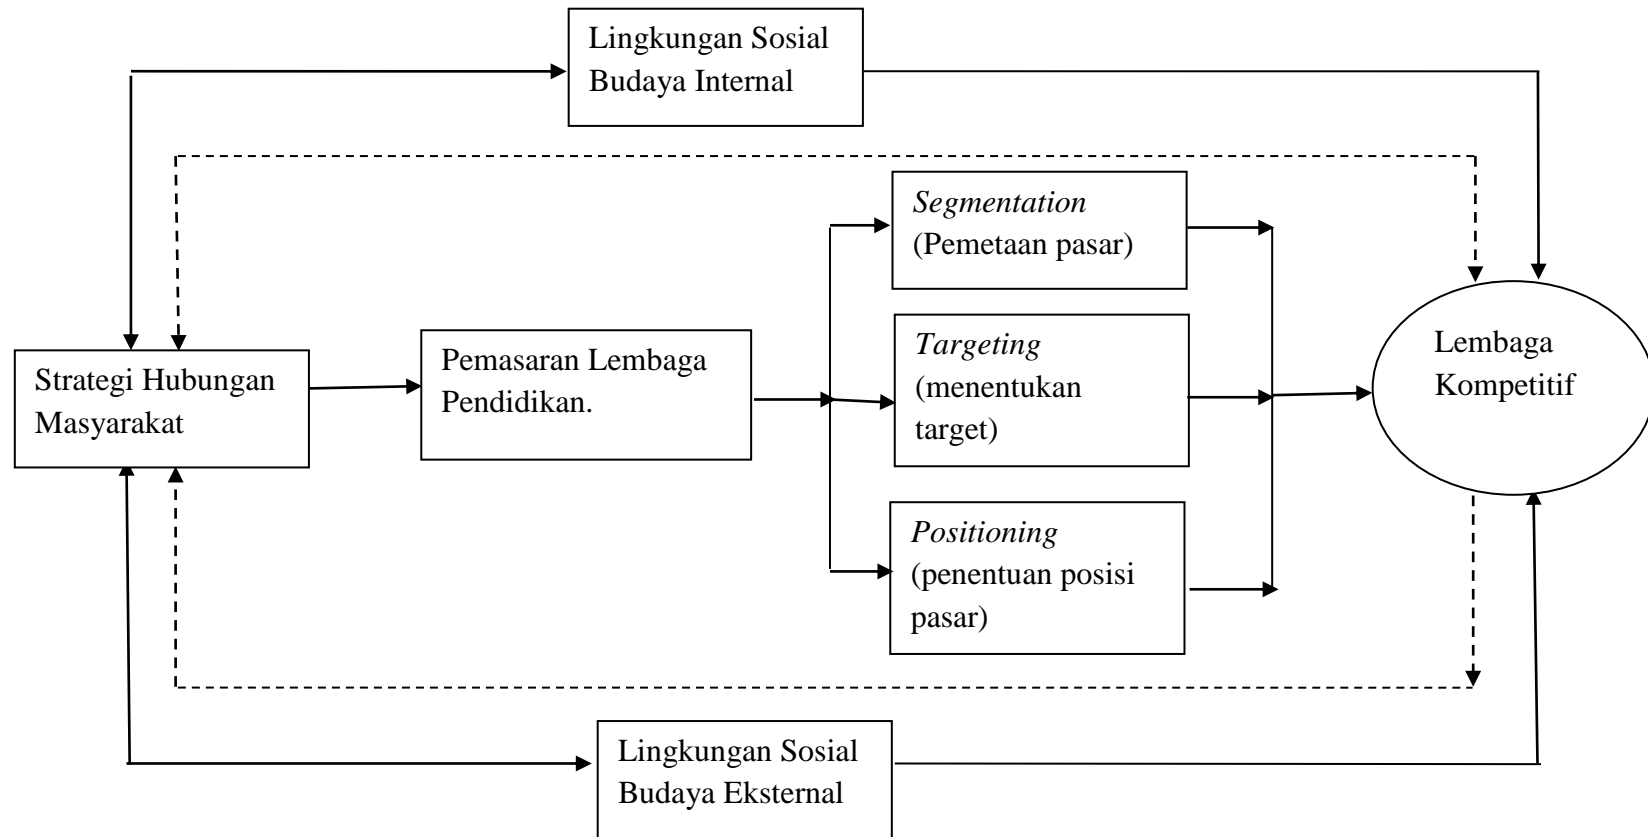 Lingkungan Sosial
Budaya Internal
Segmentation
(Pemetaan pasar)
Strategi Hubungan
Masyarakat
Pemasaran Lembaga
Pendidikan.
Targeting
(menentukan
target)
Lembaga
Kompetitif
Positioning
(penentuan posisi
pasar)
Lingkungan Sosial
Budaya Eksternal